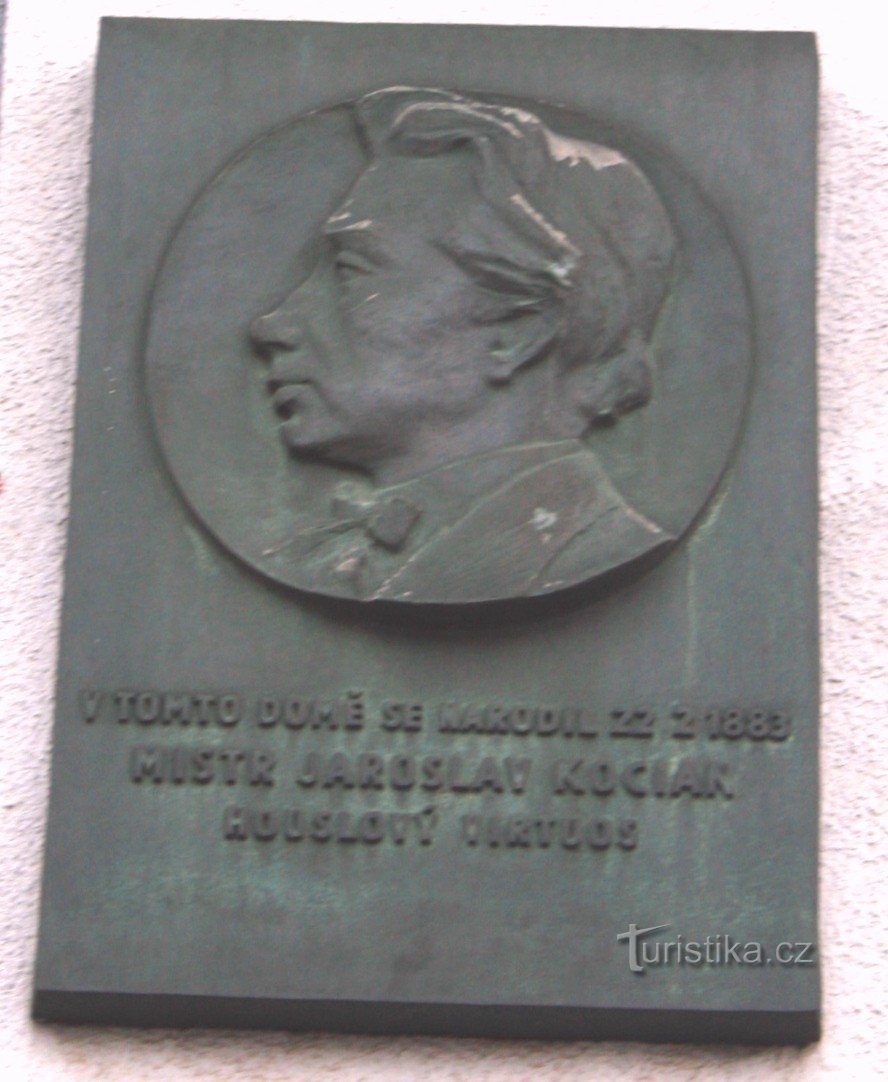 V TOMTO DOMĚ SE NARODIL 22 2 1883
MISTR JAROSLAV KOCIAN
HOUSLOVÝ VIRTUOS
Turistika.cz